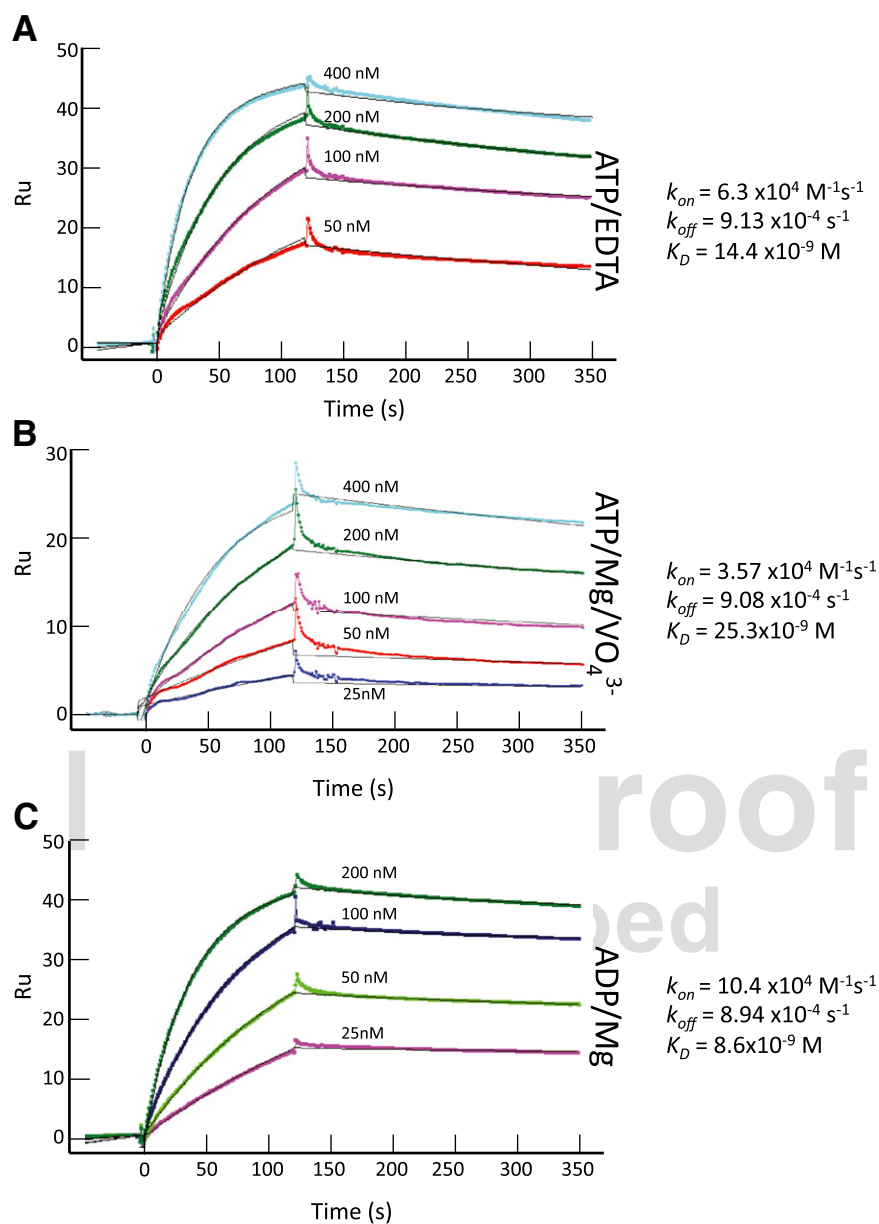 A
50
40
30
20
10
0
Ru
400 nM
200 nM
100 nM
50 nM
0 50 100 150 200 250 300 350
Time (s)
ATP/EDTA
kon = 6.3 x10⁴ M⁻¹s⁻¹
koff = 9.13 x10⁻⁴ s⁻¹
KD = 14.4 x10⁻⁹ M
B
30
20
10
0
Ru
400 nM
200 nM
100 nM
50 nM
25nM
0 50 100 150 200 250 300 350
Time (s)
ATP/Mg/VO₄³⁻
kon = 3.57 x10⁴ M⁻¹s⁻¹
koff = 9.08 x10⁻⁴ s⁻¹
KD = 25.3x10⁻⁹ M
C
50
40
30
20
10
0
Ru
200 nM
100 nM
50 nM
25nM
0 50 100 150 200 250 300 350
Time (s)
ADP/Mg
kon = 10.4 x10⁴ M⁻¹s⁻¹
koff = 8.94 x10⁻⁴ s⁻¹
KD = 8.6x10⁻⁹ M